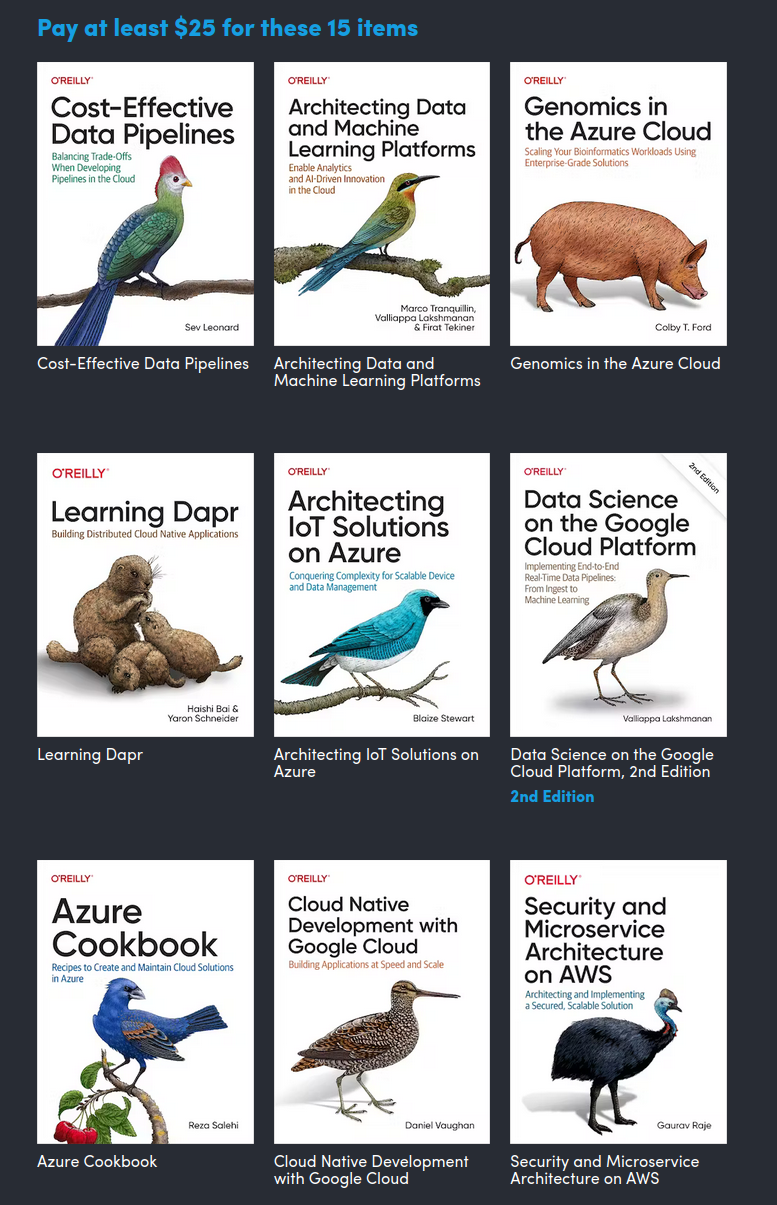 Pay at least $25 for these 15 items
O'REILLY®
Cost-Effective
Data Pipelines
Balancing Trade-Offs
When Developing
Pipelines in the Cloud
Sev Leonard
Cost-Effective Data Pipelines
O'REILLY®
Architecting Data
and Machine
Learning Platforms
Enable Analytics
and AI-Driven Innovation
in the Cloud
Marco Tranquillin,
Valliappa Lakshmanan
& Firat Tekiner
Architecting Data and
Machine Learning Platforms
O'REILLY®
Genomics in
the Azure Cloud
Scaling Your Bioinformatics Workloads Using
Enterprise-Grade Solutions
Colby T. Ford
Genomics in the Azure Cloud
O'REILLY®
Learning Dapr
Building Distributed Cloud Native Applications
Haishi Bai &
Yaron Schneider
Learning Dapr
O'REILLY®
Architecting
IoT Solutions
on Azure
Conquering Complexity for Scalable Device
and Data Management
Blaize Stewart
Architecting IoT Solutions on
Azure
O'REILLY®
2nd Edition
Data Science
on the Google
Cloud Platform
Implementing End-to-End
Real-Time Data Pipelines:
From Ingest to
Machine Learning
Valliappa Lakshmanan
Data Science on the Google
Cloud Platform, 2nd Edition
2nd Edition
O'REILLY®
Azure
Cookbook
Recipes to Create and Maintain Cloud Solutions
in Azure
Reza Salehi
Azure Cookbook
O'REILLY®
Cloud Native
Development with
Google Cloud
Building Applications at Speed and Scale
Daniel Vaughan
Cloud Native Development
with Google Cloud
O'REILLY®
Security and
Microservice
Architecture
on AWS
Architecting and Implementing
a Secured, Scalable Solution
Gaurav Raje
Security and Microservice
Architecture on AWS